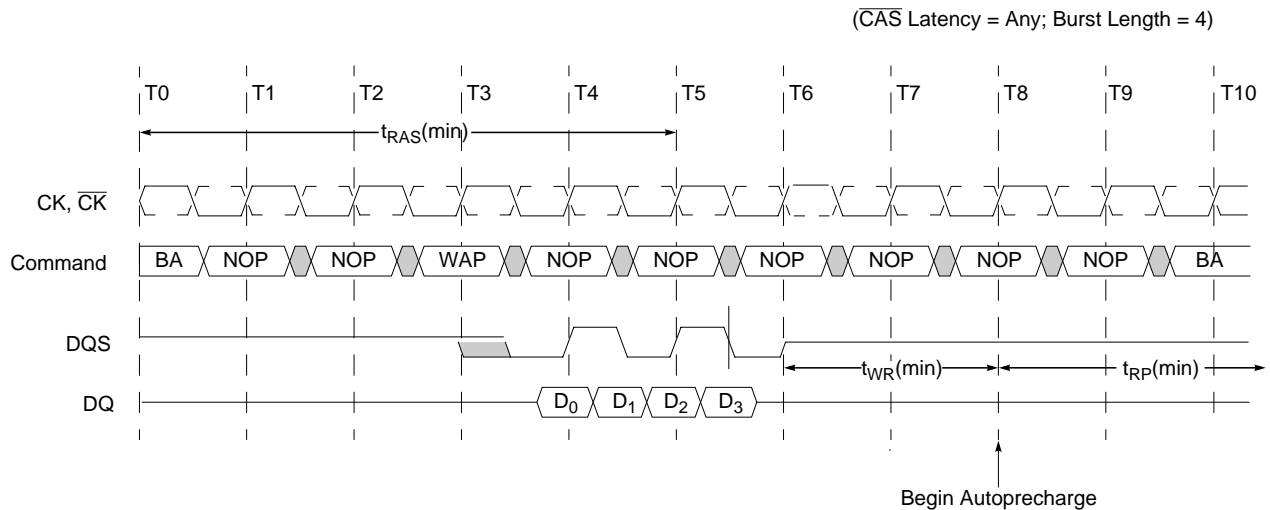 (CAS Latency = Any; Burst Length = 4)
T0 T1 T2 T3 T4 T5 T6 T7 T8 T9 T10
tRAS(min)
CK, CK
Command BA NOP NOP WAP NOP NOP NOP NOP NOP NOP BA
DQS
tWR(min) tRP(min)
DQ D0 D1 D2 D3
Begin Autoprecharge